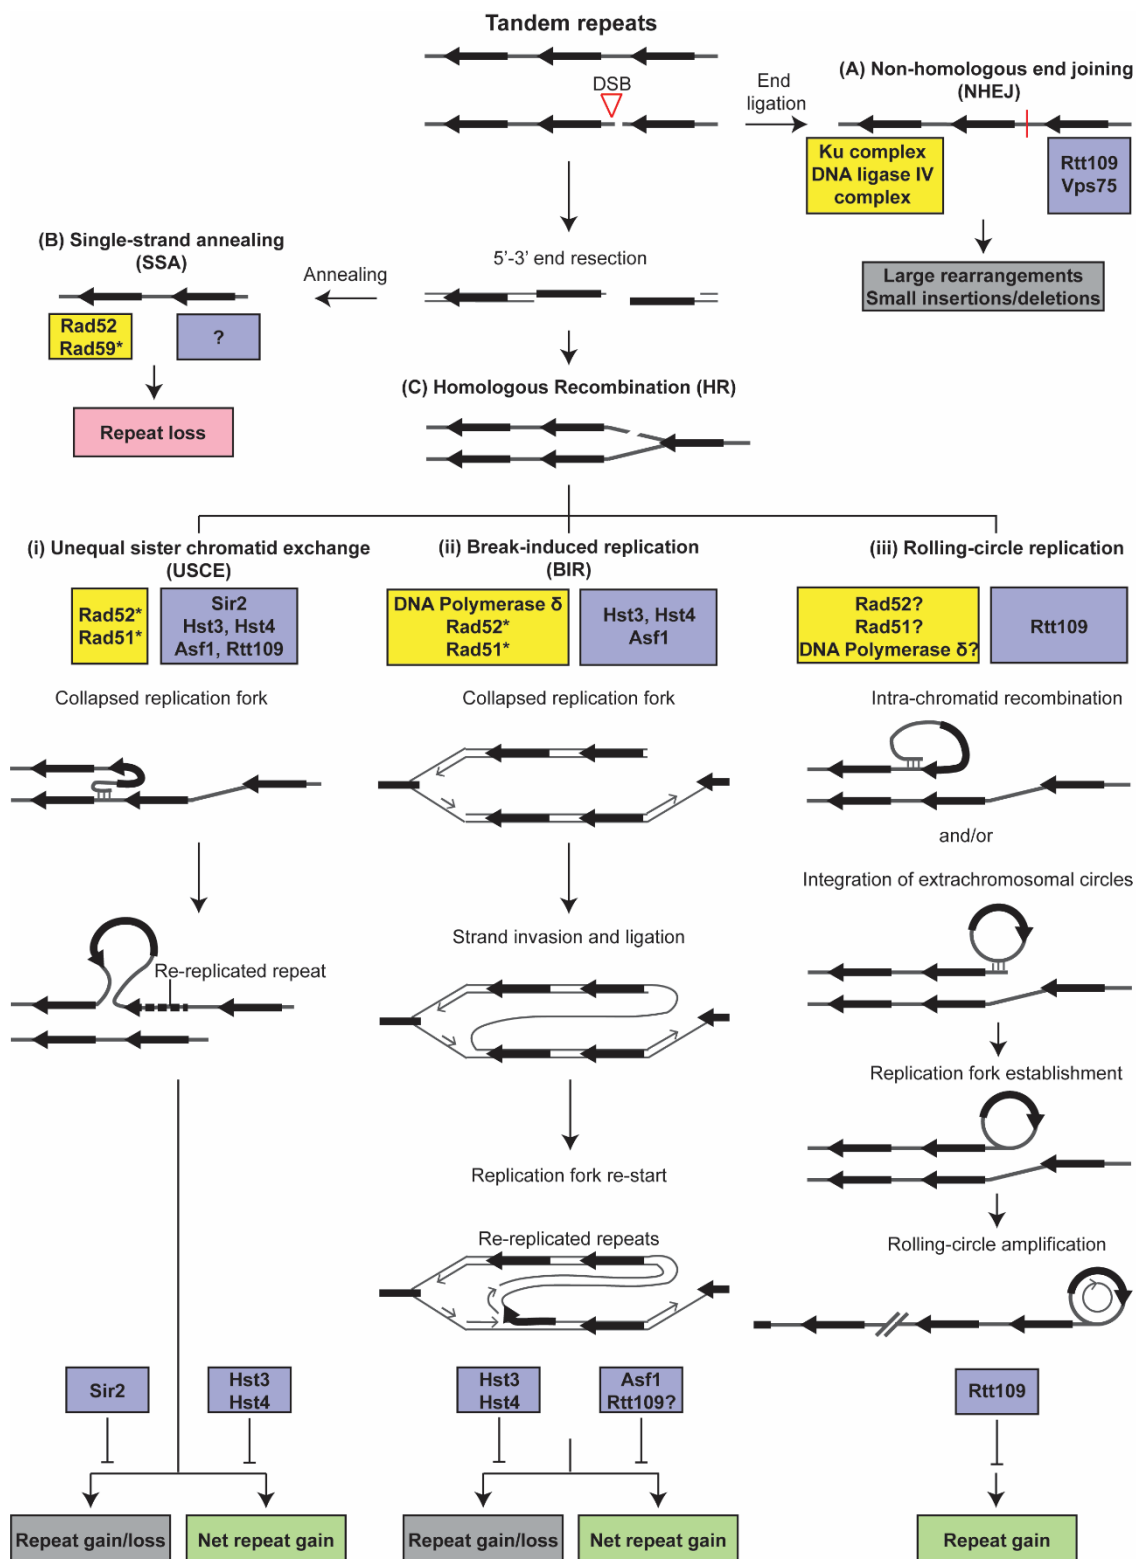 Tandem repeats
DSB
End
ligation
(A) Non-homologous end joining
(NHEJ)
Ku complex
DNA ligase IV
complex
Rtt109
Vps75
Large rearrangements
Small insertions/deletions
(B) Single-strand annealing
(SSA)
Annealing
5'-3' end resection
Rad52
Rad59*
?
Repeat loss
(C) Homologous Recombination (HR)
(i) Unequal sister chromatid exchange
(USCE)
Rad52*
Rad51*
Sir2
Hst3, Hst4
Asf1, Rtt109
Collapsed replication fork
Re-replicated repeat
Sir2
Hst3
Hst4
Repeat gain/loss
Net repeat gain
(ii) Break-induced replication
(BIR)
DNA Polymerase δ
Rad52*
Rad51*
Hst3, Hst4
Asf1
Collapsed replication fork
Strand invasion and ligation
Replication fork re-start
Re-replicated repeats
Hst3
Hst4
Asf1
Rtt109?
Repeat gain/loss
Net repeat gain
(iii) Rolling-circle replication
Rad52?
Rad51?
DNA Polymerase δ?
Rtt109
Intra-chromatid recombination
and/or
Integration of extrachromosomal circles
Replication fork establishment
Rolling-circle amplification
Rtt109
Repeat gain